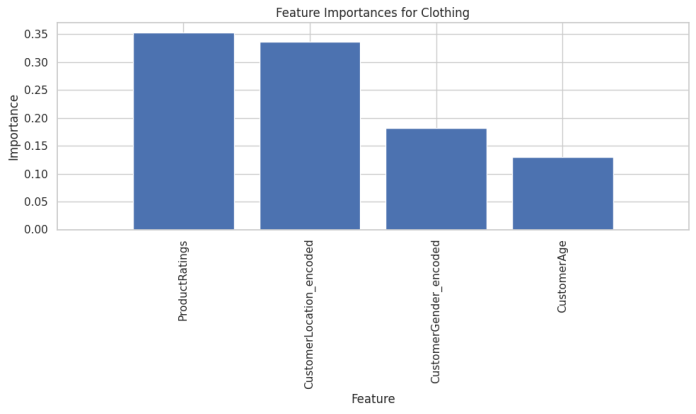 Feature Importances for Clothing
Importance
0.35
0.30
0.25
0.20
0.15
0.10
0.05
0.00
ProductRatings
CustomerLocation_encoded
CustomerGender_encoded
CustomerAge
Feature